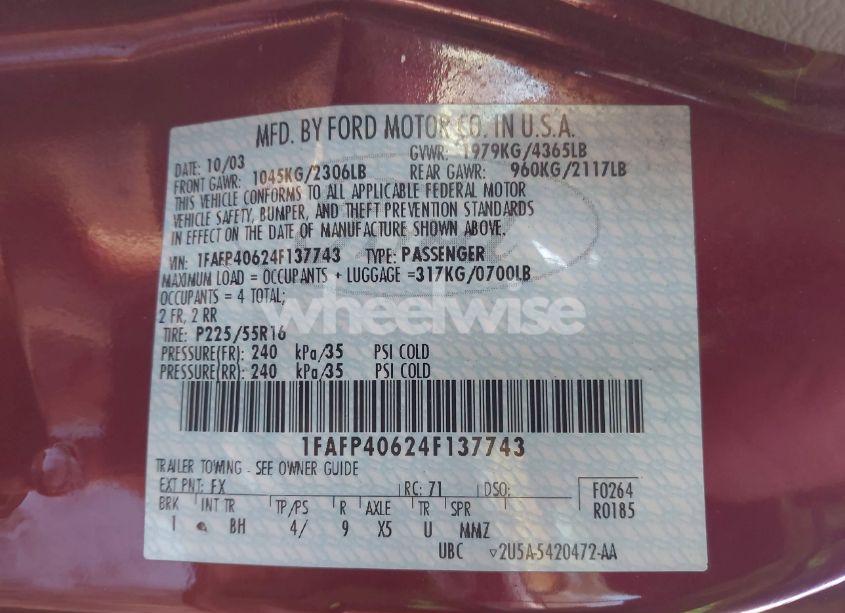 MFD. BY FORD MOTOR CO. IN U.S.A.
DATE: 10/03 GVWR: 1979KG/4365LB
FRONT GAWR: 1045KG/2306LB REAR GAWR: 960KG/2117LB
THIS VEHICLE CONFORMS TO ALL APPLICABLE FEDERAL MOTOR
VEHICLE SAFETY, BUMPER, AND THEFT PREVENTION STANDARDS
IN EFFECT ON THE DATE OF MANUFACTURE SHOWN ABOVE.
VIN: 1FAFP40624F137743 TYPE: PASSENGER
MAXIMUM LOAD = OCCUPANTS + LUGGAGE =317KG/0700LB
OCCUPANTS = 4 TOTAL;
2 FR, 2 RR
wheelwise
TIRE: P225/55R16
PRESSURE(FR): 240 kPa/35 PSI COLD
PRESSURE(RR): 240 kPa/35 PSI COLD
1FAFP40624F137743
TRAILER TOWING - SEE OWNER GUIDE
EXT PNT: FX RC: 71 DSO: F0264
BRK INT TR TP/PS R AXLE TR SPR R0185
1 BH 4/ 9 X5 U MMZ
UBC ▽2U5A-5420472-AA